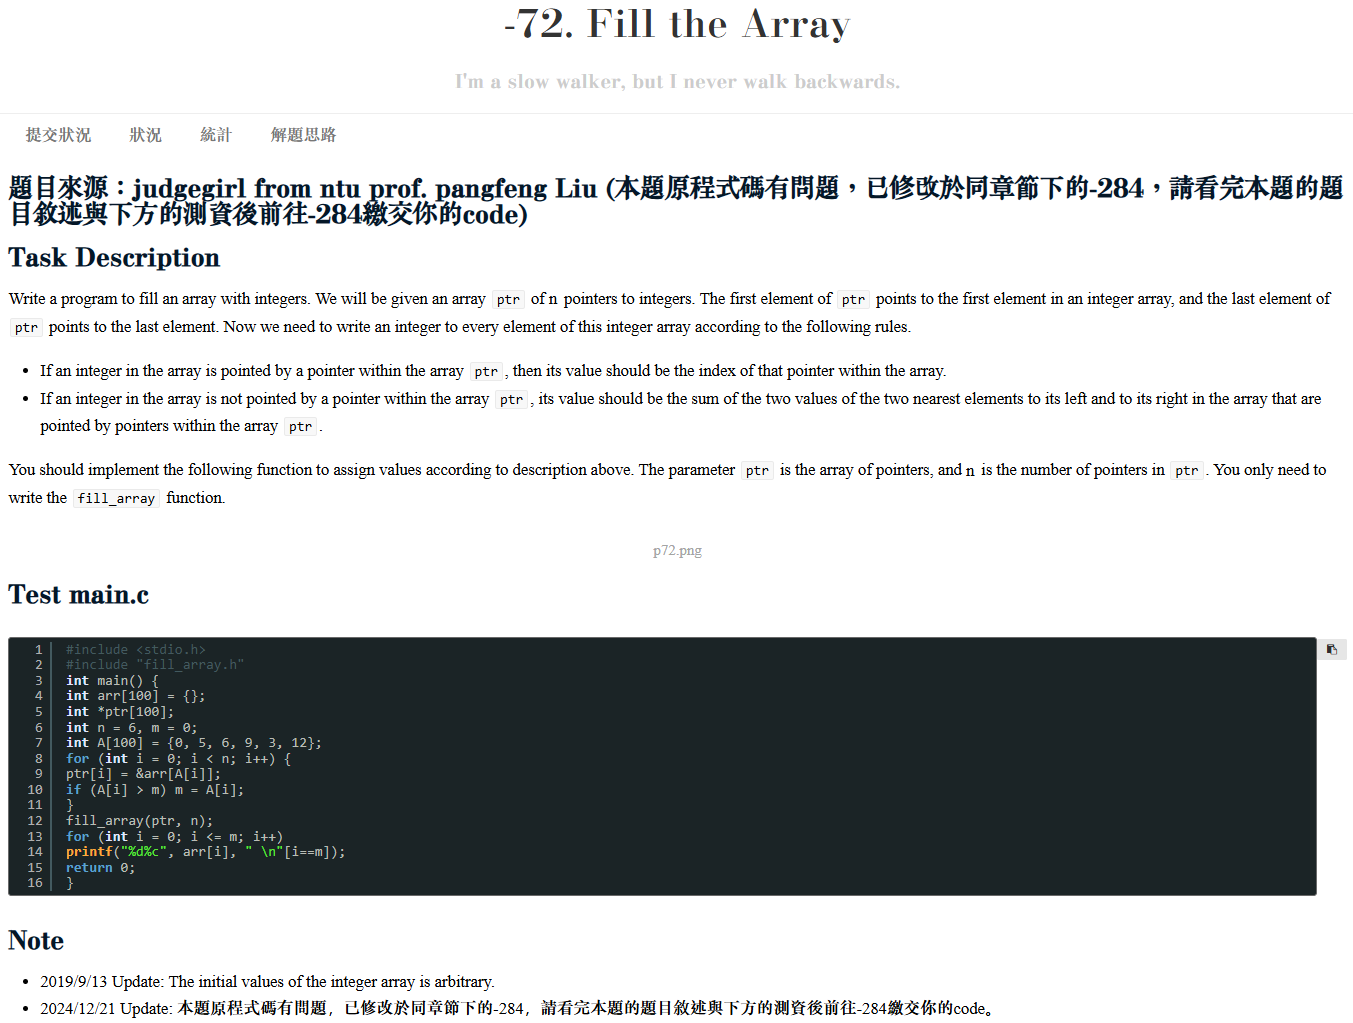 -72. Fill the Array
I'm a slow walker, but I never walk backwards.
提交狀況 狀況 統計 解題思路
題目來源：judgegirl from ntu prof. pangfeng Liu (本題原程式碼有問題，已修改於同章節下的-284，請看完本題的題
目敘述與下方的測資後前往-284繳交你的code)
Task Description
Write a program to fill an array with integers. We will be given an array ptr of n pointers to integers. The first element of ptr points to the first element in an integer array, and the last element of
ptr points to the last element. Now we need to write an integer to every element of this integer array according to the following rules.
• If an integer in the array is pointed by a pointer within the array ptr, then its value should be the index of that pointer within the array.
• If an integer in the array is not pointed by a pointer within the array ptr, its value should be the sum of the two values of the two nearest elements to its left and to its right in the array that are
pointed by pointers within the array ptr.
You should implement the following function to assign values according to description above. The parameter ptr is the array of pointers, and n is the number of pointers in ptr. You only need to
write the fill_array function.
p72.png
Test main.c
1 #include <stdio.h>
2 #include "fill_array.h"
3 int main() {
4 int arr[100] = {};
5 int *ptr[100];
6 int n = 6, m = 0;
7 int A[100] = {0, 5, 6, 9, 3, 12};
8 for (int i = 0; i < n; i++) {
9 ptr[i] = &arr[A[i]];
10 if (A[i] > m) m = A[i];
11 }
12 fill_array(ptr, n);
13 for (int i = 0; i <= m; i++)
14 printf("%d%c", arr[i], " \n"[i==m]);
15 return 0;
16 }
Note
• 2019/9/13 Update: The initial values of the integer array is arbitrary.
• 2024/12/21 Update: 本題原程式碼有問題，已修改於同章節下的-284，請看完本題的題目敘述與下方的測資後前往-284繳交你的code。